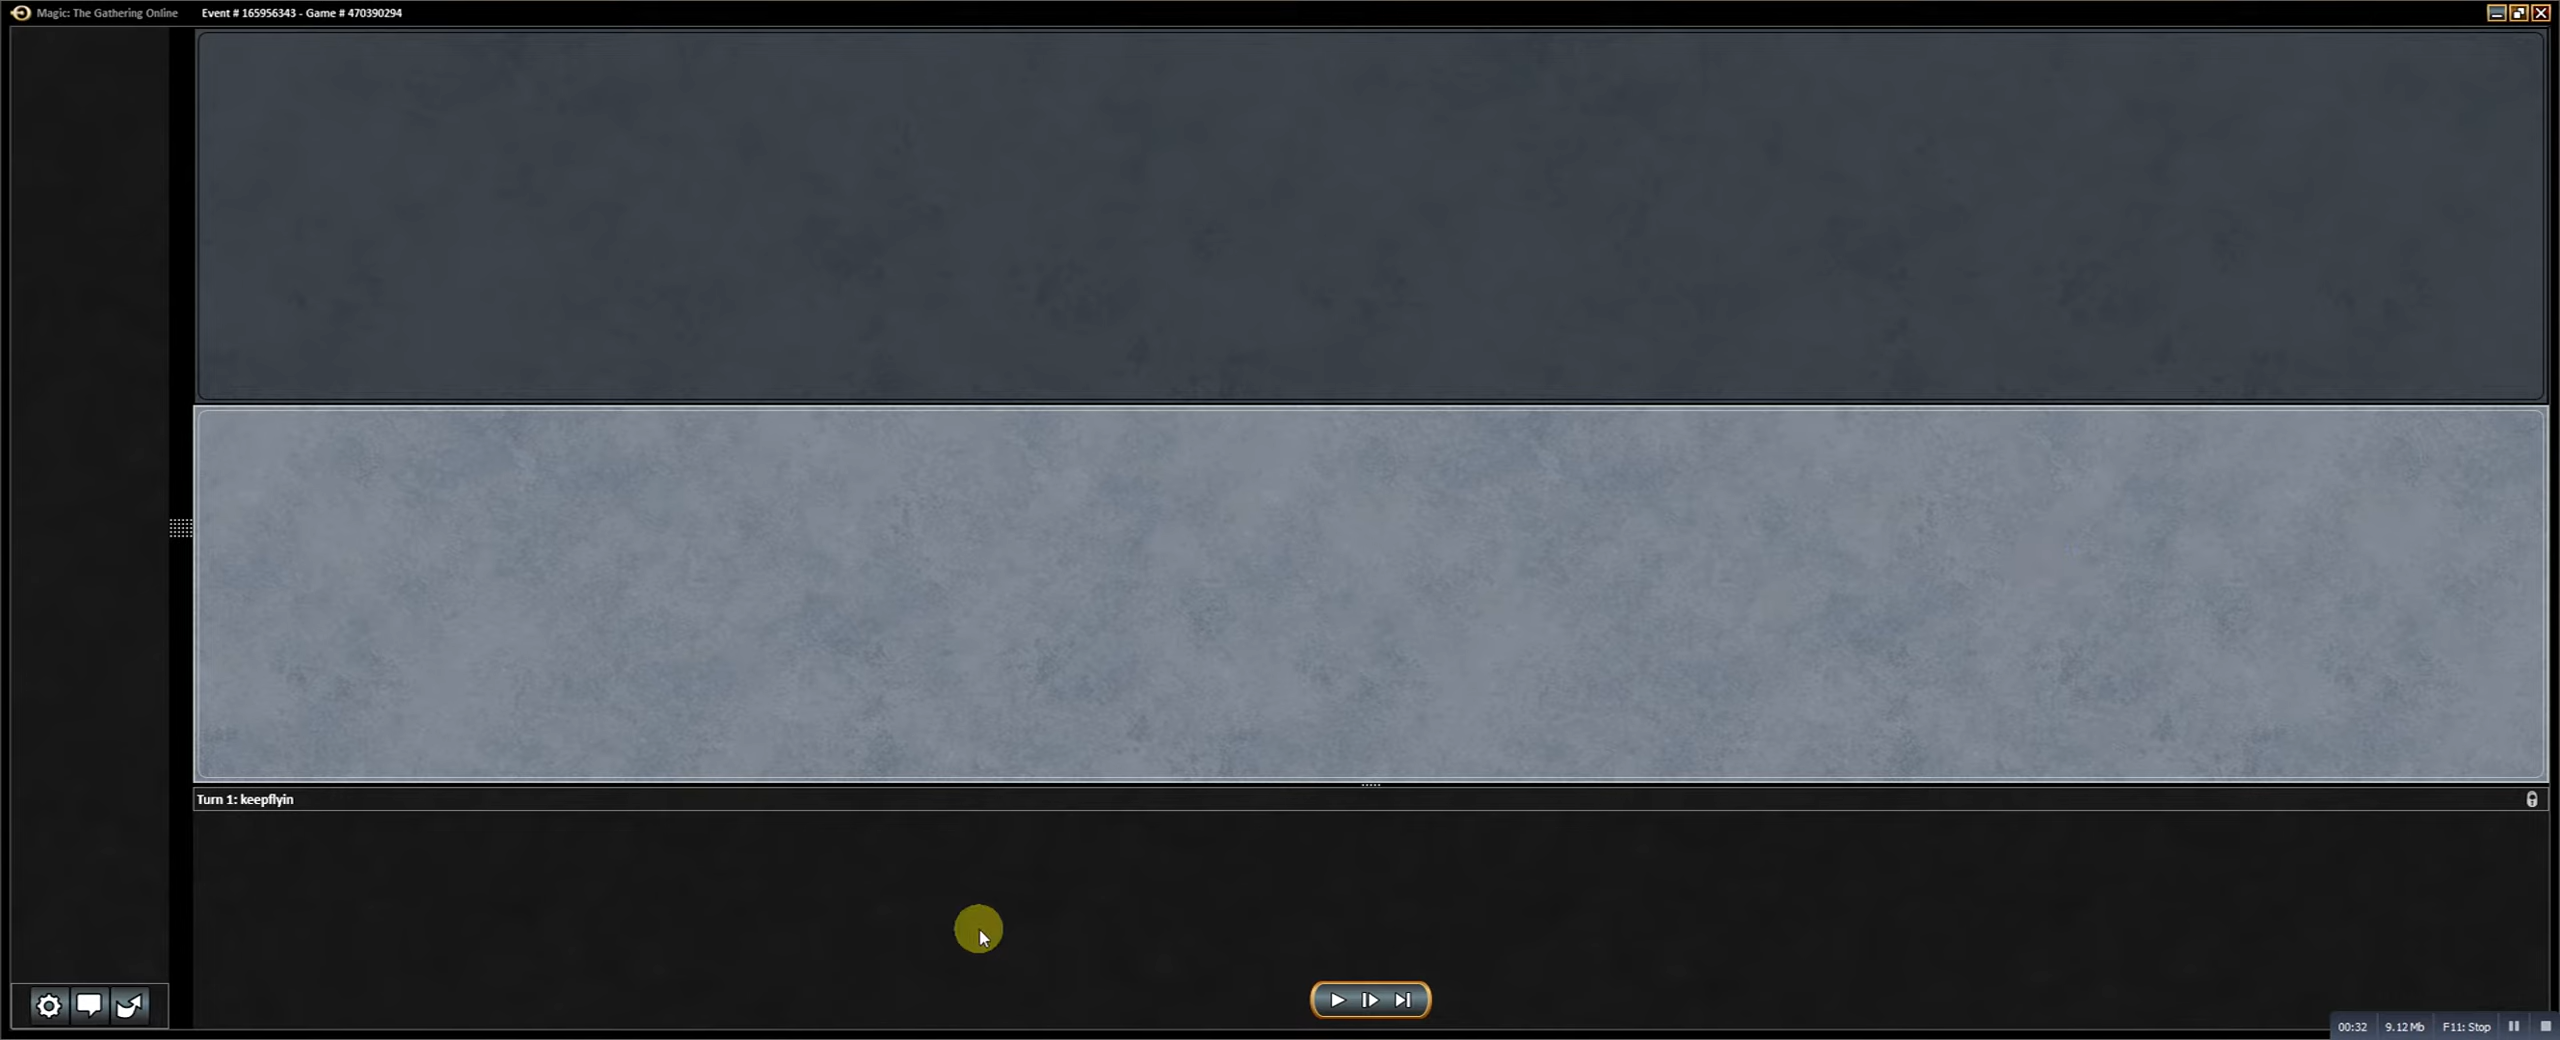 Magic: The Gathering Online Event # 165956343 - Game # 470390294
Turn 1: keepflyin
00:32 9.12 Mb F11: Stop